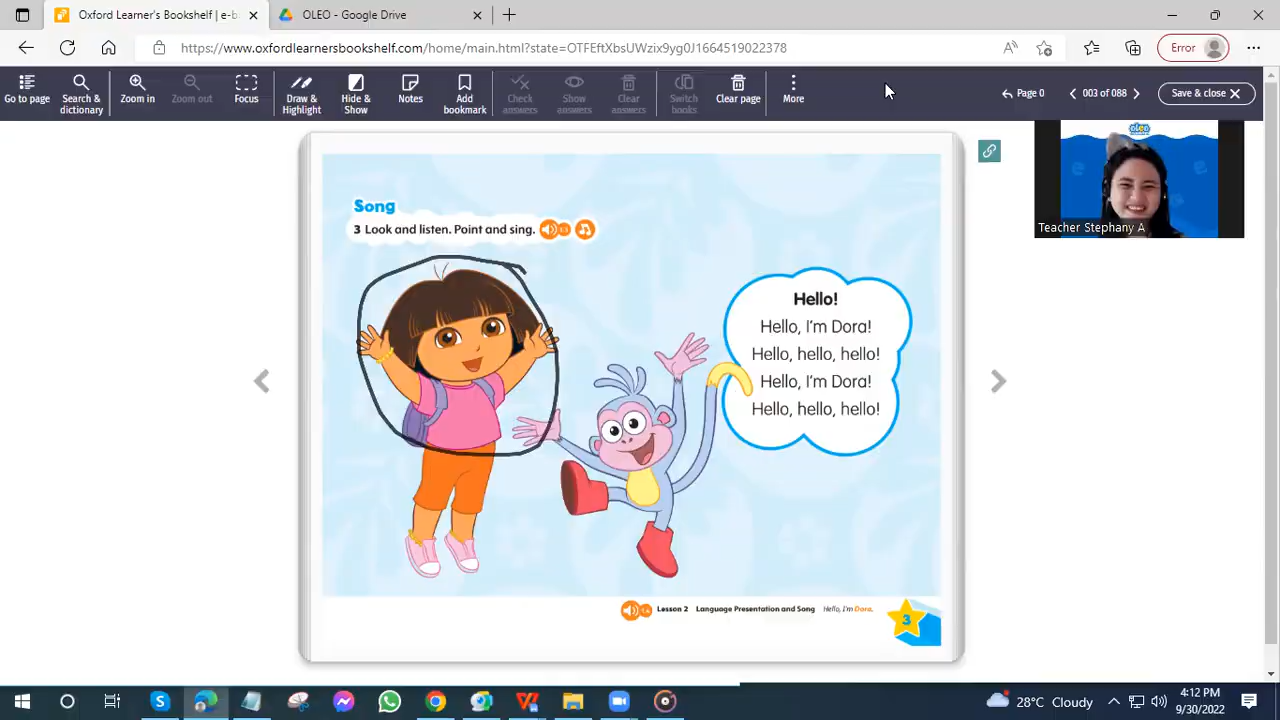 Oxford Learner's Bookshelf | e-b
OLEO - Google Drive
https://www.oxfordlearnersbookshelf.com/home/main.html?state=OTFEftXbsUWzix9yg0J1664519022378
Error
Go to page
Search & dictionary
Zoom in
Zoom out
Focus
Draw & Highlight
Hide & Show
Notes
Add bookmark
Check answers
Show answers
Clear answers
Switch books
Clear page
More
Page 0
003 of 088
Save & close
oleo
Teacher Stephany A
Song
3 Look and listen. Point and sing.
Hello!
Hello, I'm Dora!
Hello, hello, hello!
Hello, I'm Dora!
Hello, hello, hello!
Lesson 2 Language Presentation and Song Hello, I'm Dora.
3
28°C Cloudy
4:12 PM
9/30/2022